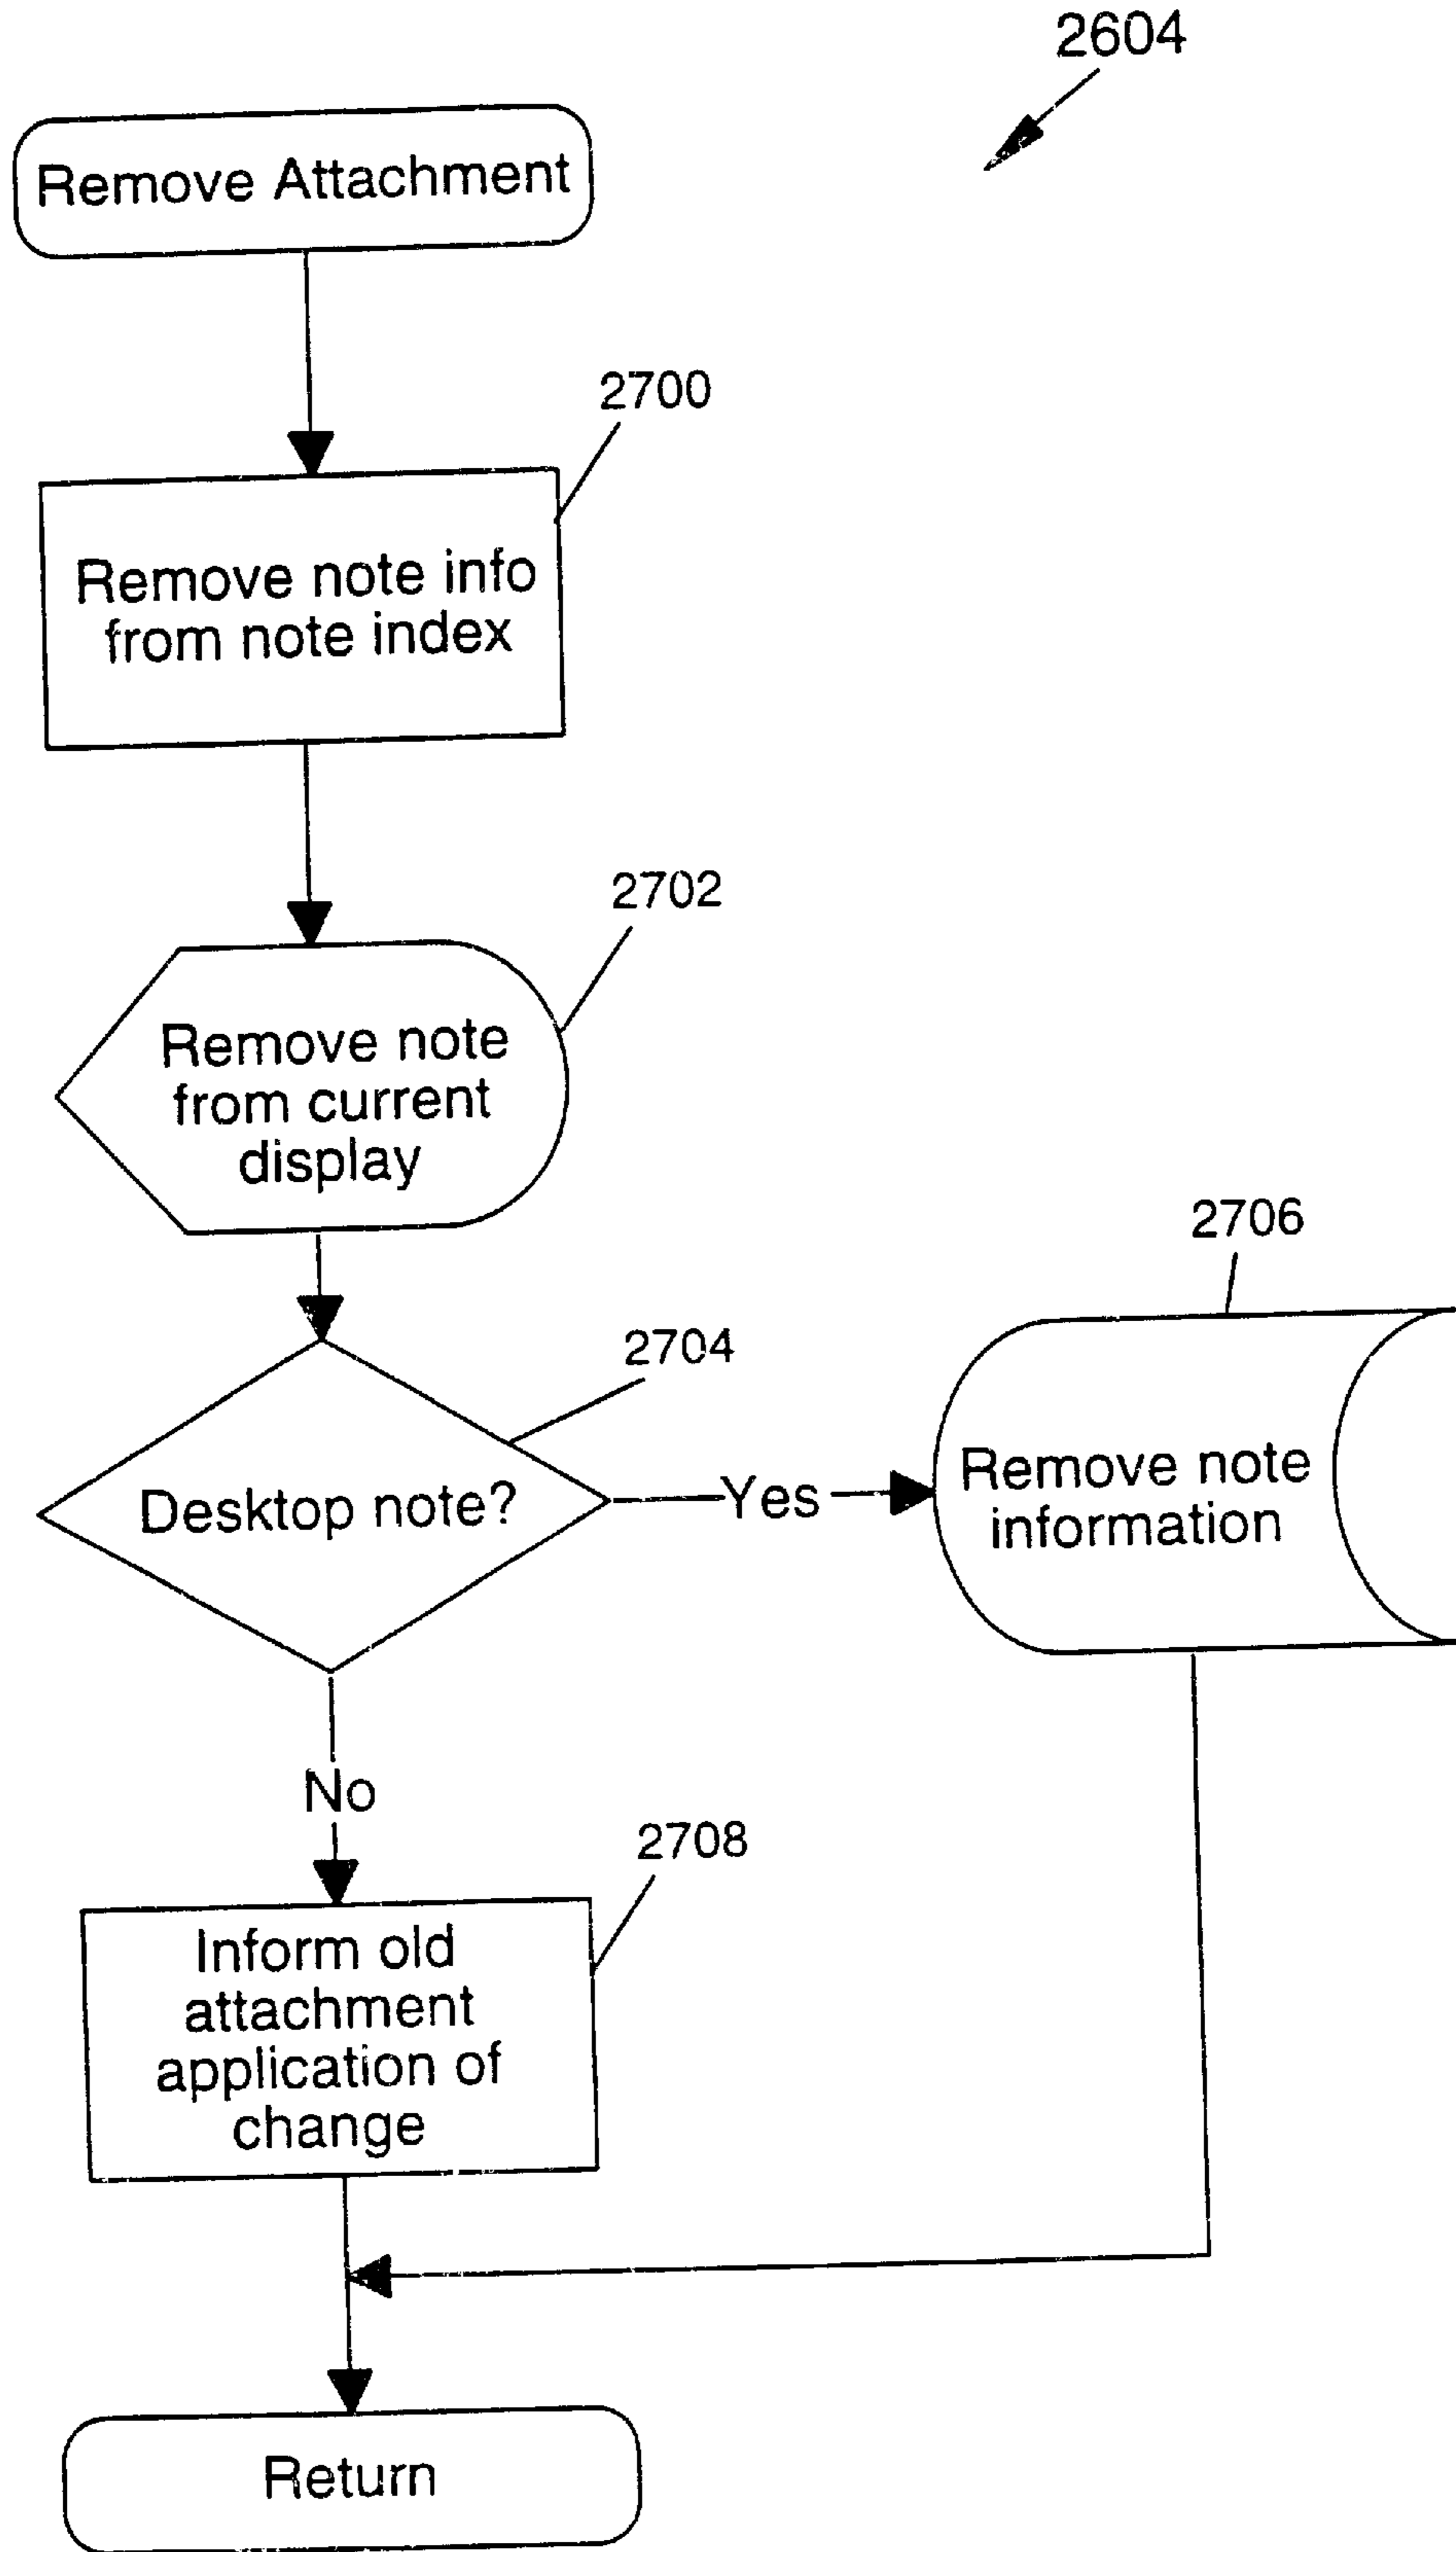 2604
Remove Attachment
2700
Remove note info
from note index
2702
Remove note
from current
display
2704
Desktop note?
Yes
2706
Remove note
information
No
2708
Inform old
attachment
application of
change
Return